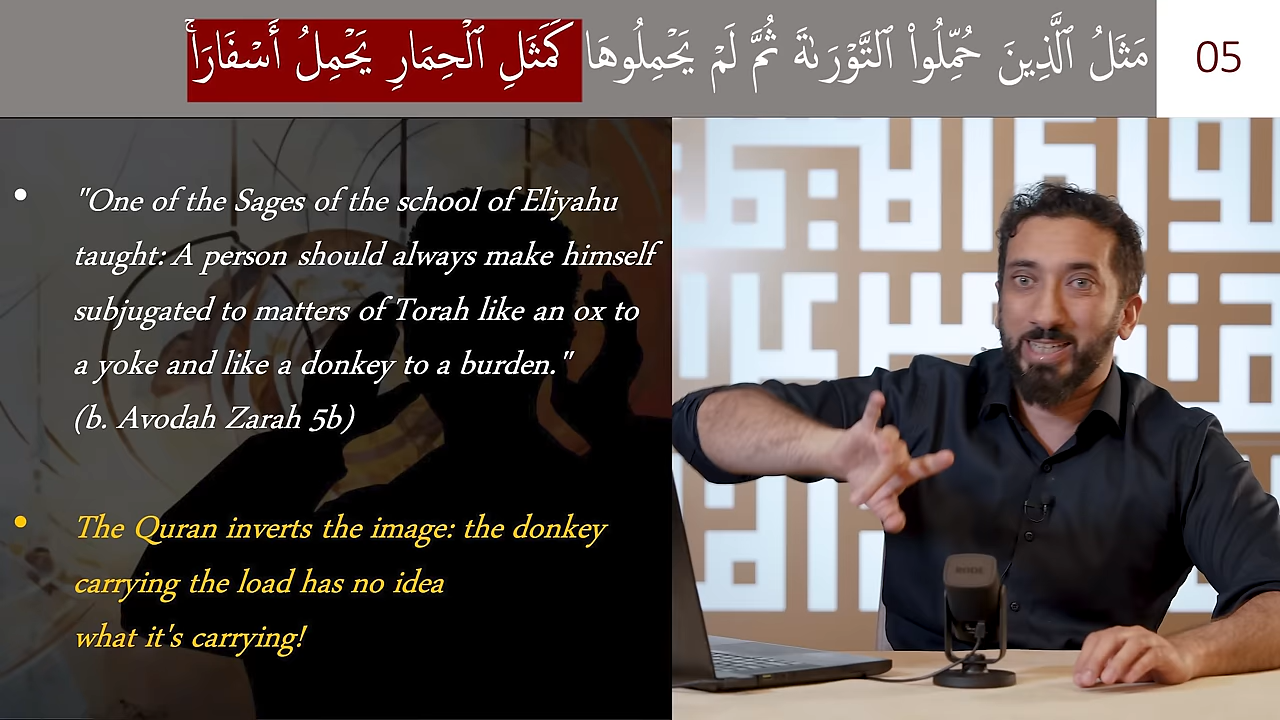 مَثَلُ ٱلَّذِينَ حُمِّلُوا۟ ٱلتَّوْرَىٰةَ ثُمَّ لَمْ يَحْمِلُوهَا كَمَثَلِ ٱلْحِمَارِ يَحْمِلُ أَسْفَارًۢا ۚ
05
• "One of the Sages of the school of Eliyahu
taught: A person should always make himself
subjugated to matters of Torah like an ox to
a yoke and like a donkey to a burden."
(b. Avodah Zarah 5b)
• The Quran inverts the image: the donkey
carrying the load has no idea
what it's carrying!
RODE